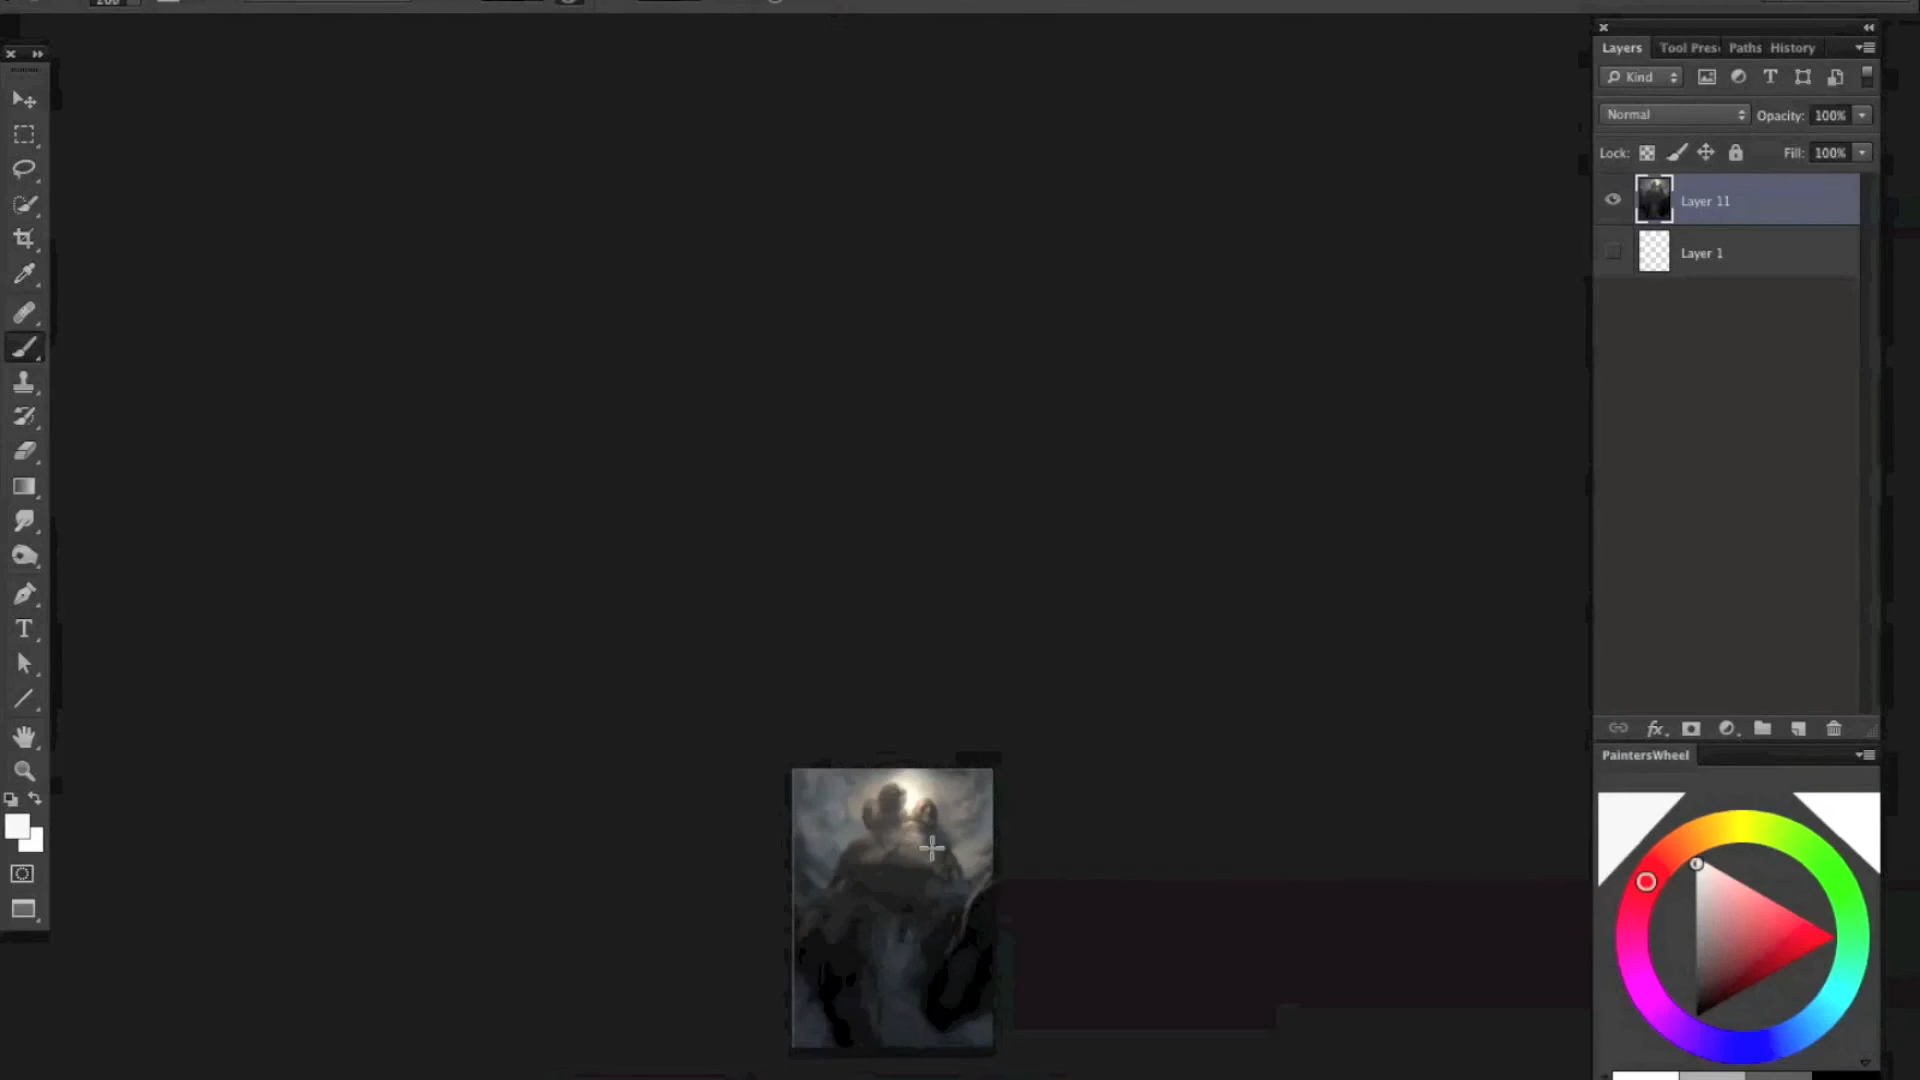 Layers Tool Pres Paths History
Kind T
Normal Opacity: 100%
Lock: Fill: 100%
Layer 11
Layer 1
fx
T
PaintersWheel